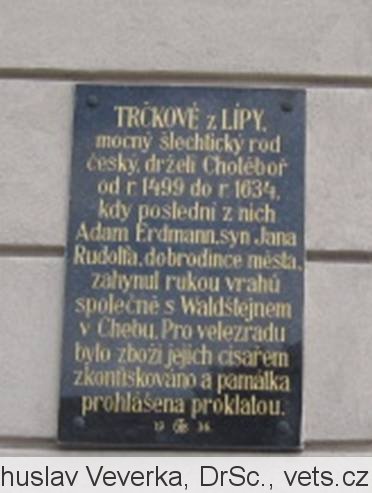 TRČKOVÉ z LÍPY,
mocný šlechtický rod
český, drželi Chotěboř
od r. 1499 do r. 1634,
kdy poslední z nich
Adam Erdmann, syn Jana
Rudolfa, dobrodince města,
zahynul rukou vrahů
společně s Waldštejnem
v Chebu. Pro velezradu
bylo zboží jejich císařem
zkonfiskováno a památka
prohlášena prokletou.
19 36
huslav Veverka, DrSc., vets.cz